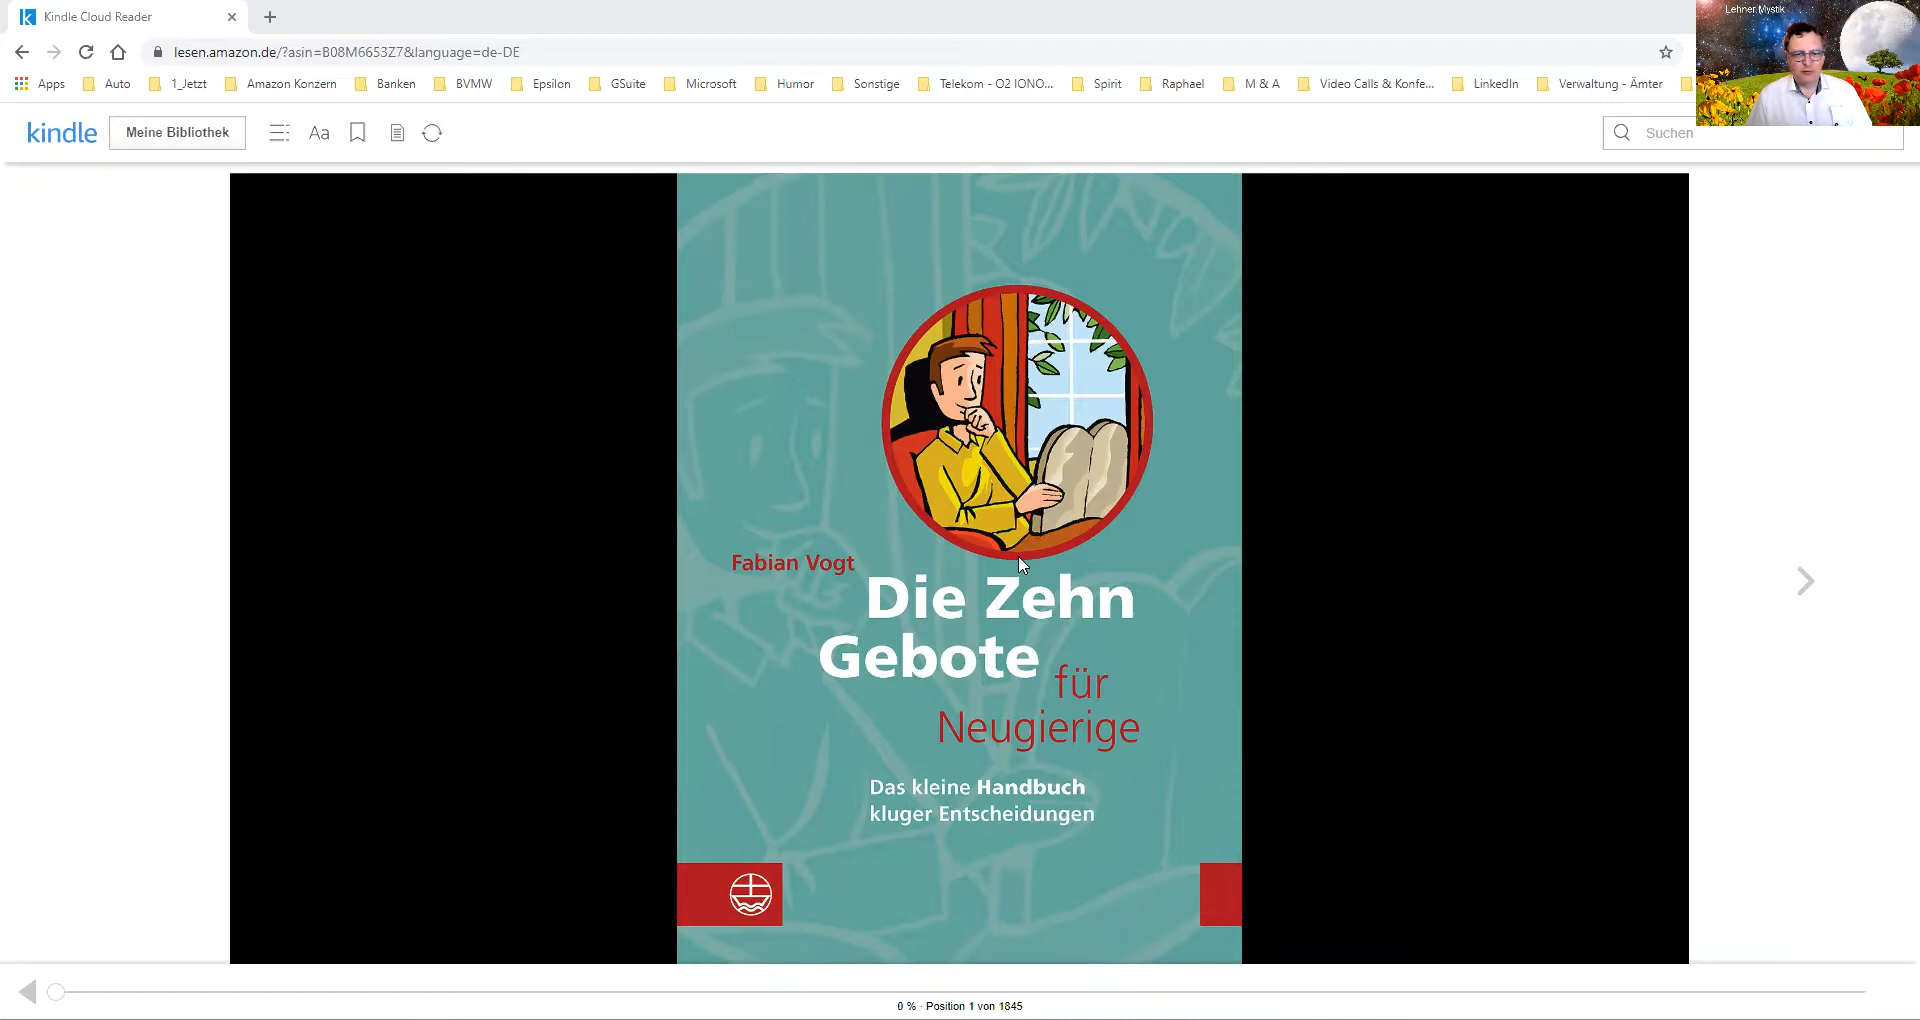 Kindle Cloud Reader
lesen.amazon.de/?asin=B08M6653Z7&language=de-DE
Apps Auto 1_Jetzt Amazon Konzern Banken BVMW Epsilon GSuite Microsoft Humor Sonstige Telekom - O2 IONO... Spirit Raphael M & A Video Calls & Konfe... LinkedIn Verwaltung - Ämter
Lehner.Mystik
kindle Meine Bibliothek Aa Suchen
Fabian Vogt
Die Zehn
Gebote
für
Neugierige
Das kleine Handbuch
kluger Entscheidungen
0 % · Position 1 von 1845